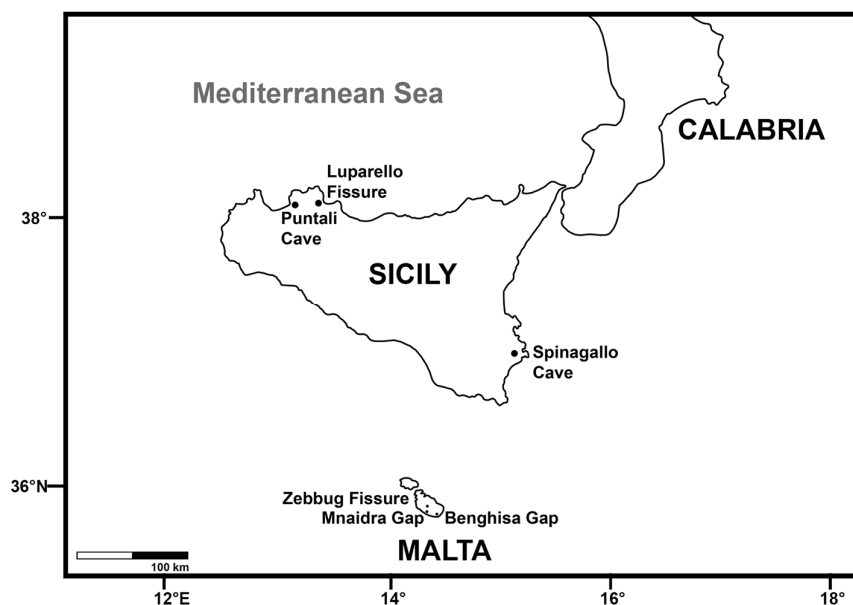 Mediterranean Sea
CALABRIA
Luparello
Fissure
Puntali
Cave
38°
SICILY
Spinagallo
Cave
36°N
Zebbug Fissure
Mnaidra Gap
Benghisa Gap
MALTA
100 km
12°E
14°
16°
18°